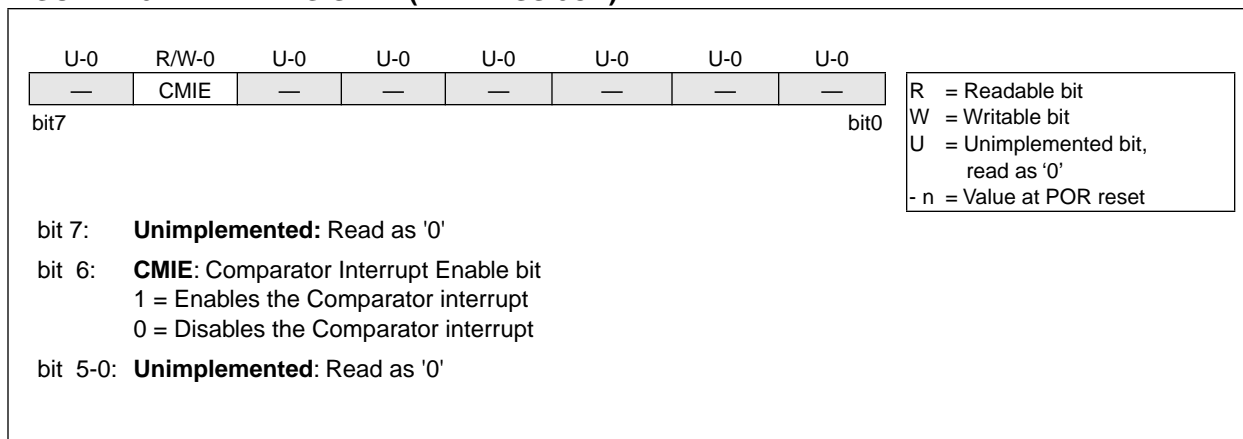 U-0 R/W-0 U-0 U-0 U-0 U-0 U-0 U-0
— CMIE — — — — — —
bit7 bit0
R = Readable bit
W = Writable bit
U = Unimplemented bit,
read as ‘0’
- n = Value at POR reset
bit 7: Unimplemented: Read as '0'
bit 6: CMIE: Comparator Interrupt Enable bit
1 = Enables the Comparator interrupt
0 = Disables the Comparator interrupt
bit 5-0: Unimplemented: Read as '0'